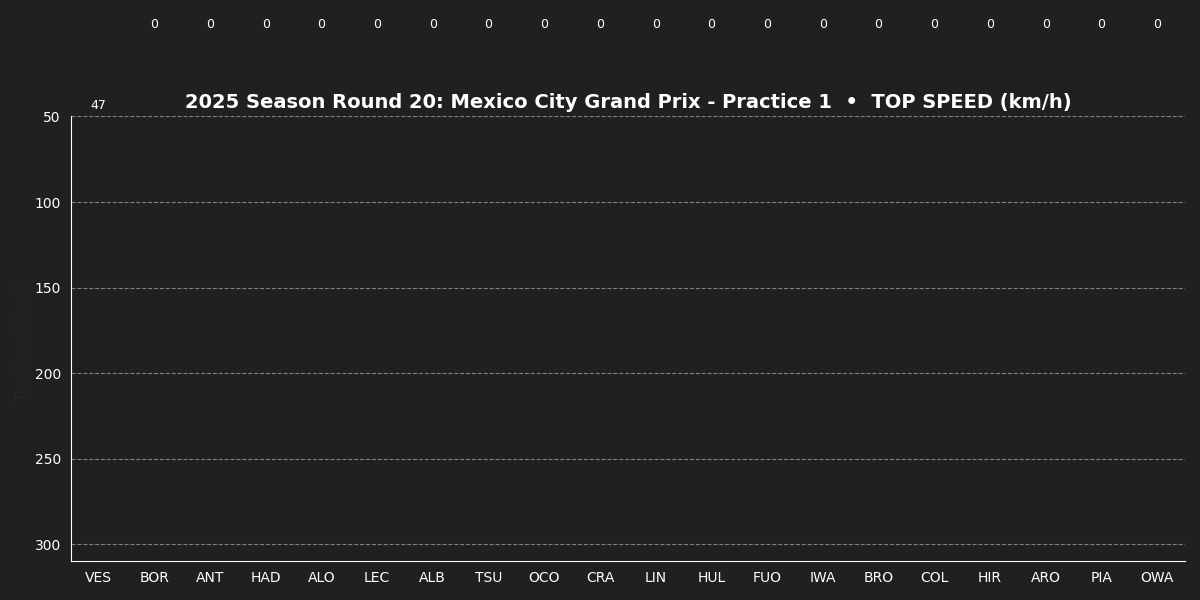 0 0 0 0 0 0 0 0 0 0 0 0 0 0 0 0 0 0 0
47
2025 Season Round 20: Mexico City Grand Prix - Practice 1 • TOP SPEED (km/h)
50
100
150
200
250
300
VES BOR ANT HAD ALO LEC ALB TSU OCO CRA LIN HUL FUO IWA BRO COL HIR ARO PIA OWA